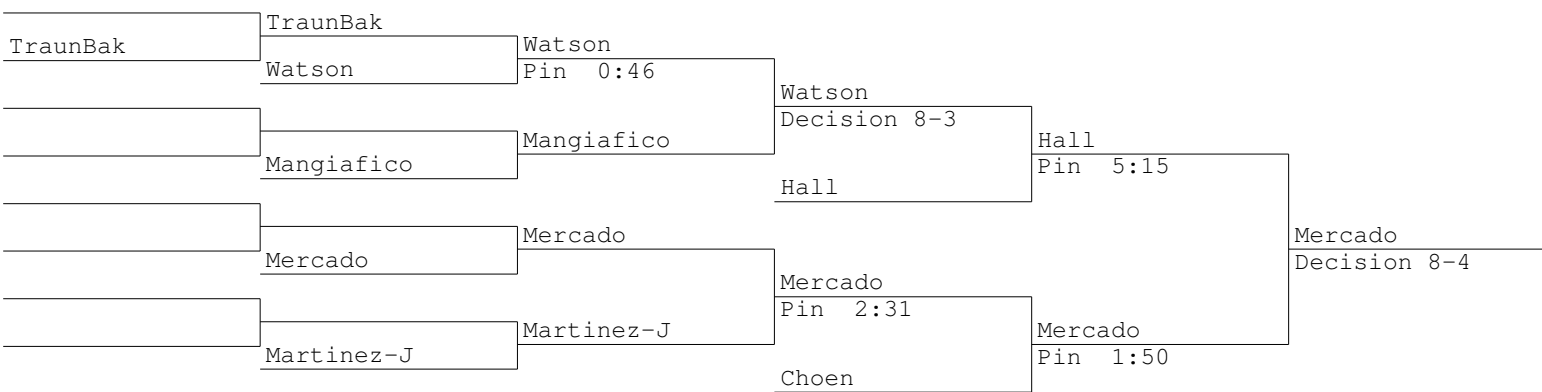 TraunBak
TraunBak
Watson
Watson
Pin 0:46
Mangiafico
Mangiafico
Watson
Decision 8-3
Hall
Hall
Pin 5:15
Mercado
Mercado
Martinez-J
Martinez-J
Mercado
Pin 2:31
Choen
Mercado
Pin 1:50
Mercado
Decision 8-4